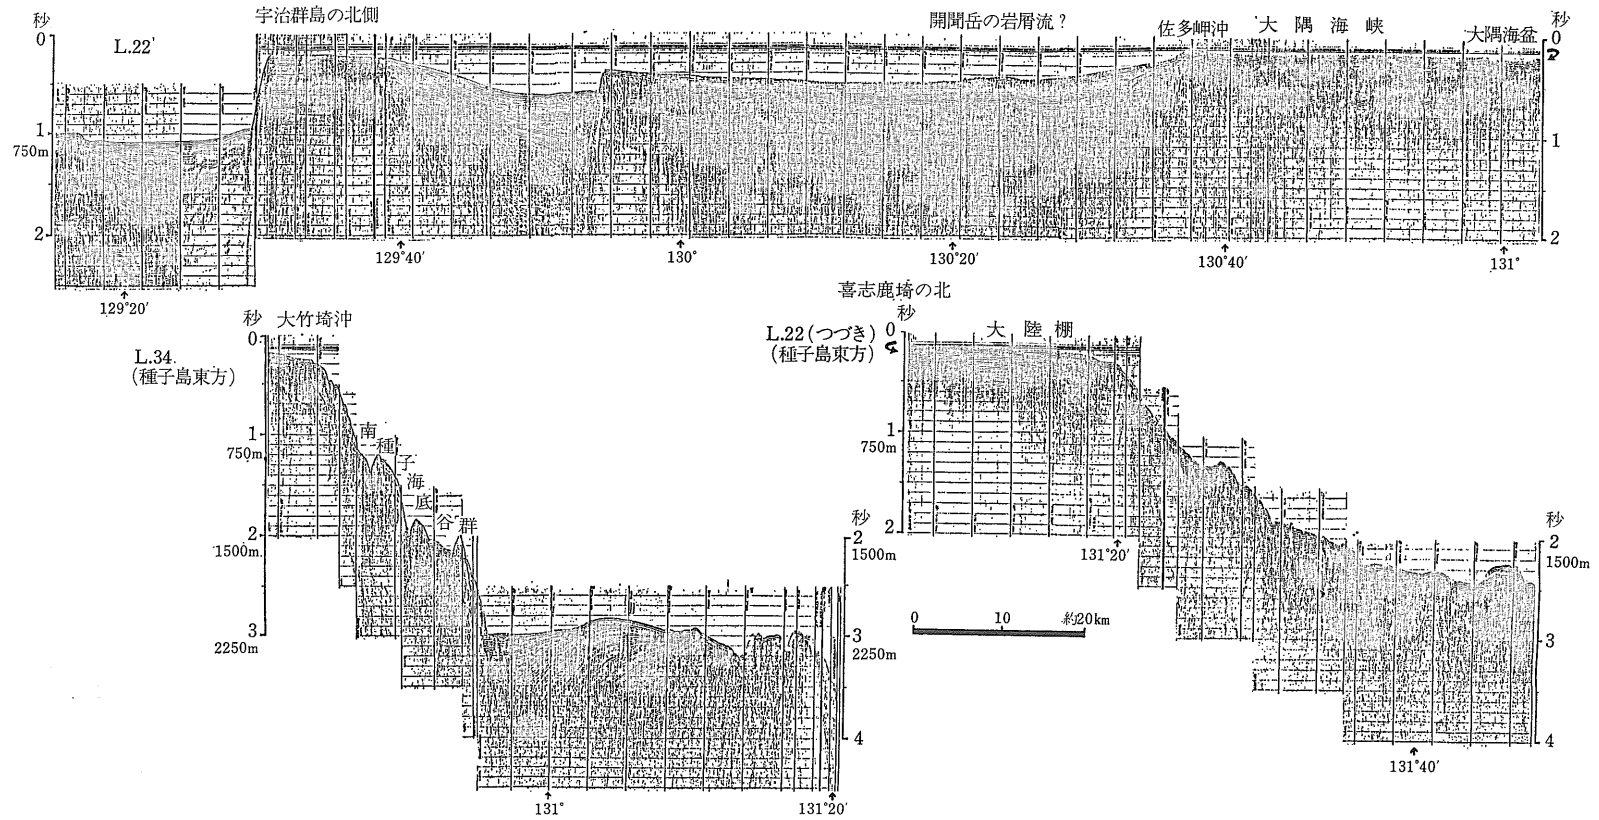 宇治群島の北側
開聞岳の岩屑流?
佐多岬沖
大隅海峡
大隅海盆
秒
秒
L.22'
0
1
750m
2
0
1
2
129°20′
129°40′
130°
130°20′
130°40′
131°
喜志鹿埼の北
秒
大竹埼沖
L.34.
(種子島東方)
0
1
750m
2
1500m
3
2250m
南種子海底谷群
秒
2
1500m
3
2250m
4
131°
131°20′
秒
L.22(つづき)
(種子島東方)
0
大陸棚
1
750m
2
131°20′
0
10
約20km
秒
2
1500m
3
4
131°40′